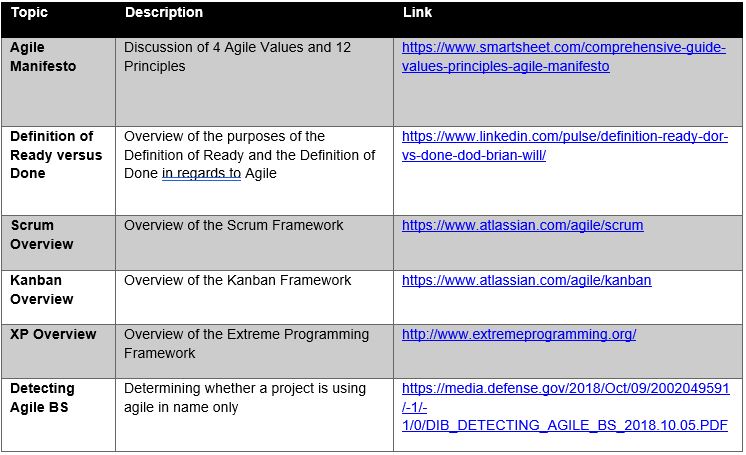 Topic Description Link
Agile Manifesto
Discussion of 4 Agile Values and 12
Principles
https://www.smartsheet.com/comprehensive-guide-
values-principles-agile-manifesto
Definition of
Ready versus
Done
Overview of the purposes of the
Definition of Ready and the Definition of
Done in regards to Agile
https://www.linkedin.com/pulse/definition-ready-dor-
vs-done-dod-brian-will/
Scrum
Overview
Overview of the Scrum Framework
https://www.atlassian.com/agile/scrum
Kanban
Overview
Overview of the Kanban Framework
https://www.atlassian.com/agile/kanban
XP Overview
Overview of the Extreme Programming
Framework
http://www.extremeprogramming.org/
Detecting
Agile BS
Determining whether a project is using
agile in name only
https://media.defense.gov/2018/Oct/09/2002049591
/-1/-
1/0/DIB_DETECTING_AGILE_BS_2018.10.05.PDF